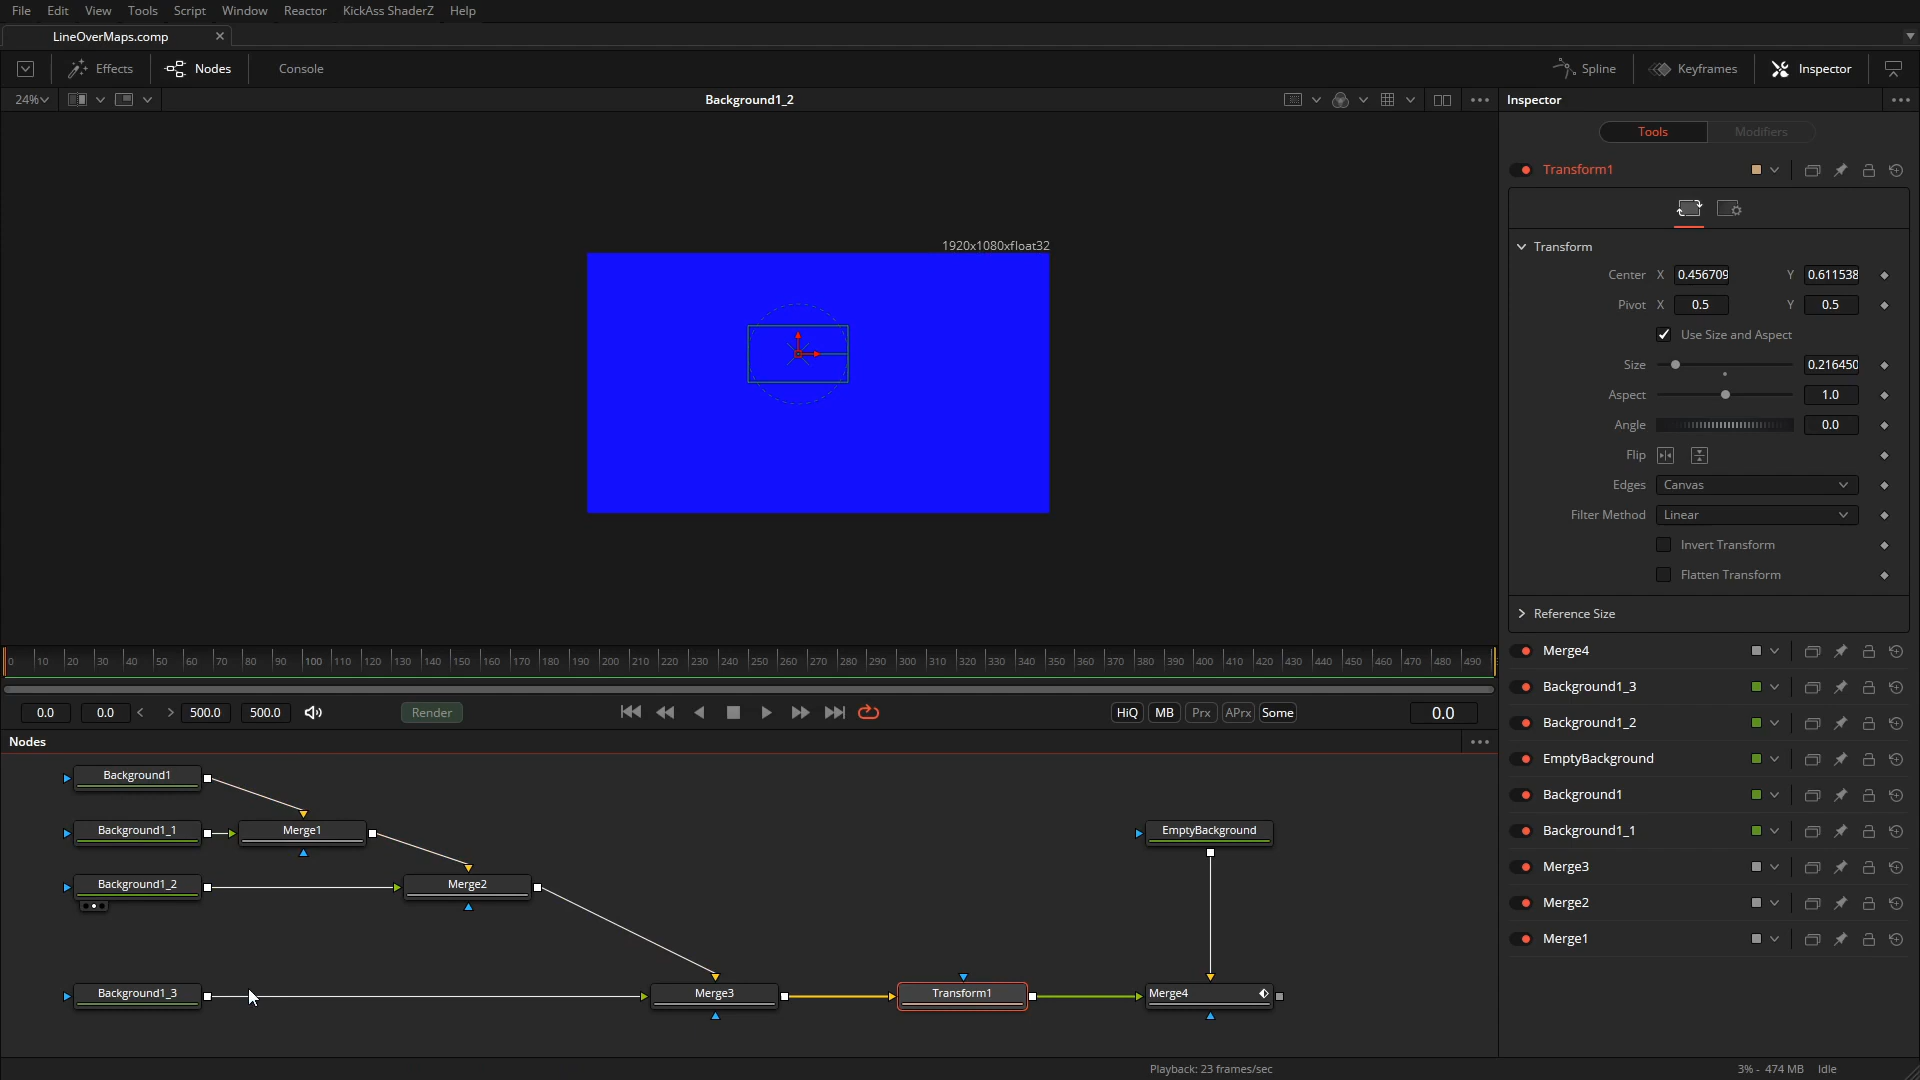 File Edit View Tools Script Window Reactor KickAss ShaderZ Help
LineOverMaps.comp
Effects Nodes Console Spline Keyframes Inspector
24% Background1_2 Inspector
Tools Modifiers
Transform1
1920x1080xfloat32
Transform
Center X 0.456709 Y 0.611538
Pivot X 0.5 Y 0.5
Use Size and Aspect
Size 0.216450
Aspect 1.0
Angle 0.0
Flip
Edges Canvas
Filter Method Linear
Invert Transform
Flatten Transform
Reference Size
Merge4
Background1_3
Background1_2
EmptyBackground
Background1
Background1_1
Merge3
Merge2
Merge1
0 10 20 30 40 50 60 70 80 90 100 110 120 130 140 150 160 170 180 190 200 210 220 230 240 250 260 270 280 290 300 310 320 330 340 350 360 370 380 390 400 410 420 430 440 450 460 470 480 490
0.0 0.0 < > 500.0 500.0 Render HiQ MB Prx APrx Some 0.0
Nodes
Background1
Background1_1 Merge1 EmptyBackground
Background1_2 Merge2
Background1_3 Merge3 Transform1 Merge4
Playback: 23 frames/sec 3% - 474 MB Idle